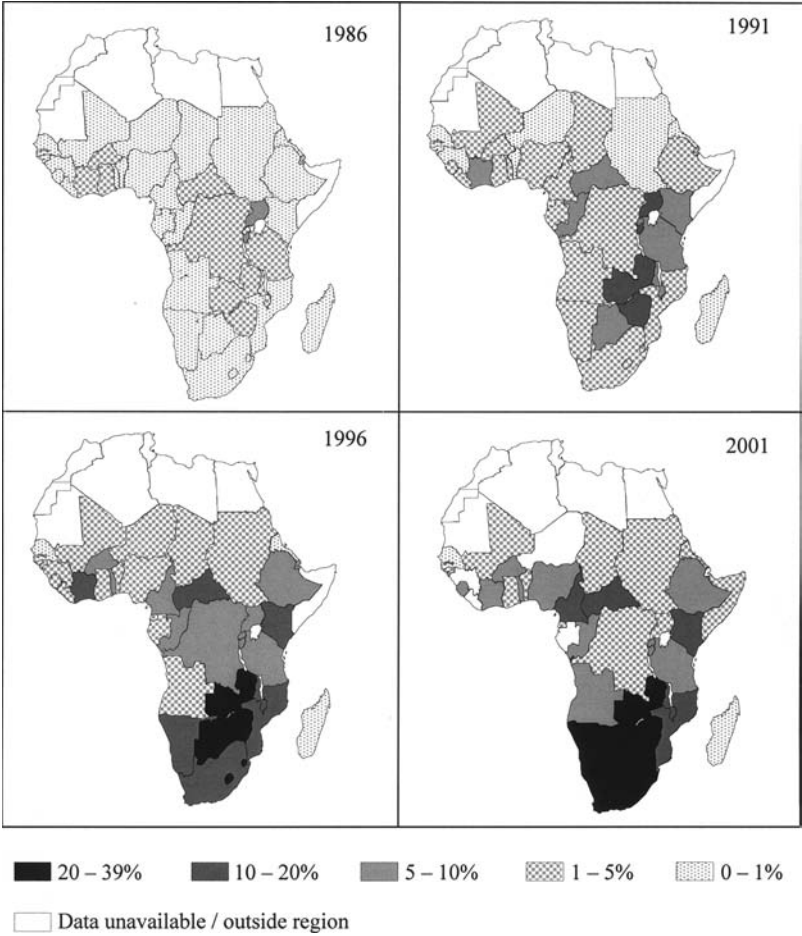 1986
1991
1996
2001
20 – 39%
10 – 20%
5 – 10%
1 – 5%
0 – 1%
Data unavailable / outside region